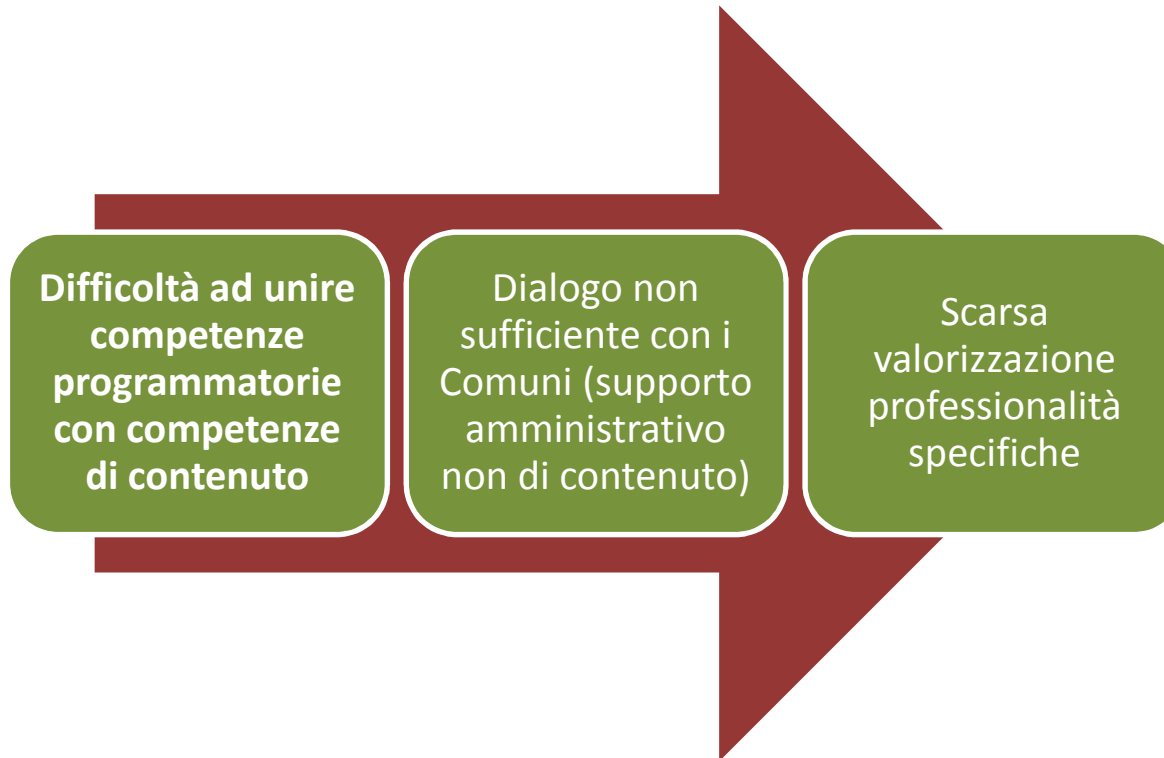 Difficoltà ad unire
competenze
programmatorie
con competenze
di contenuto
Dialogo non
sufficiente con i
Comuni (supporto
amministrativo
non di contenuto)
Scarsa
valorizzazione
professionalità
specifiche